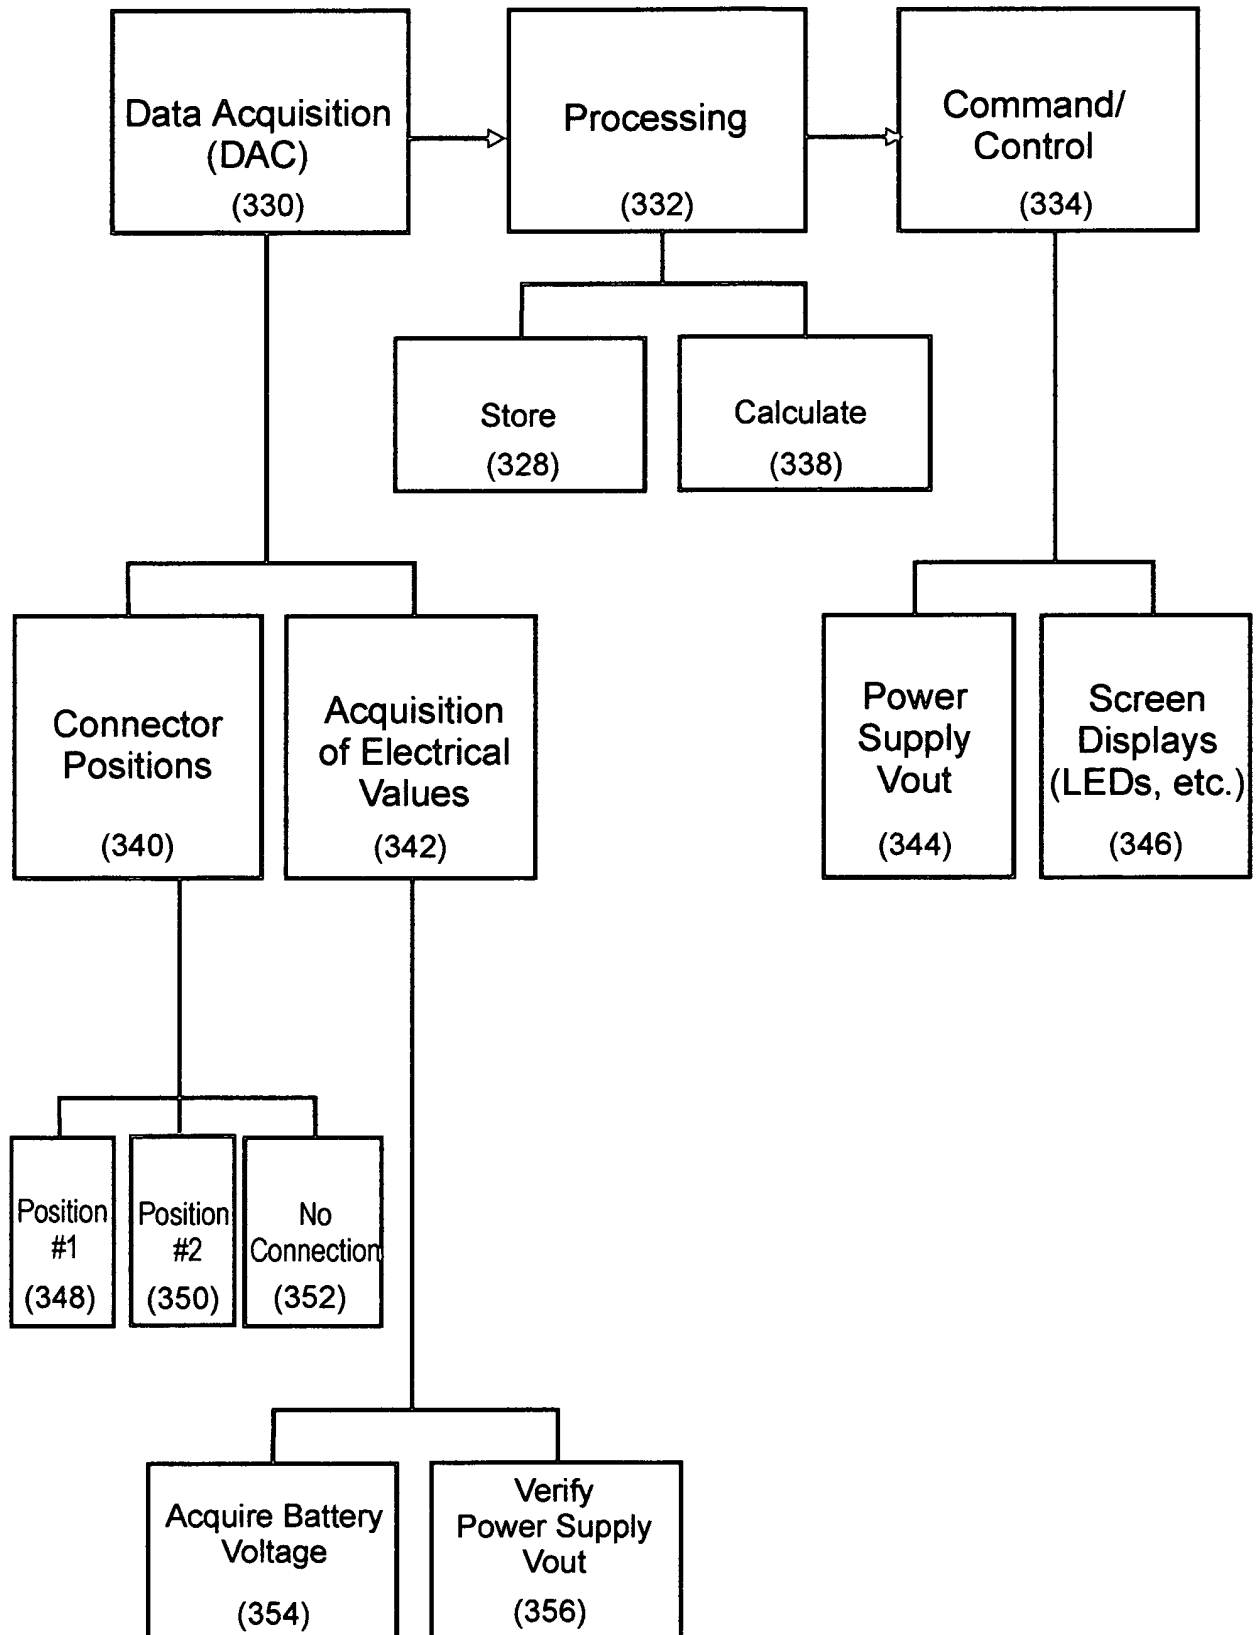 Data Acquisition
(DAC)
(330)
Processing
(332)
Command/
Control
(334)
Store
(328)
Calculate
(338)
Connector
Positions
(340)
Acquisition
of Electrical
Values
(342)
Power
Supply
Vout
(344)
Screen
Displays
(LEDs, etc.)
(346)
Position
#1
(348)
Position
#2
(350)
No
Connection
(352)
Acquire Battery
Voltage
(354)
Verify
Power Supply
Vout
(356)